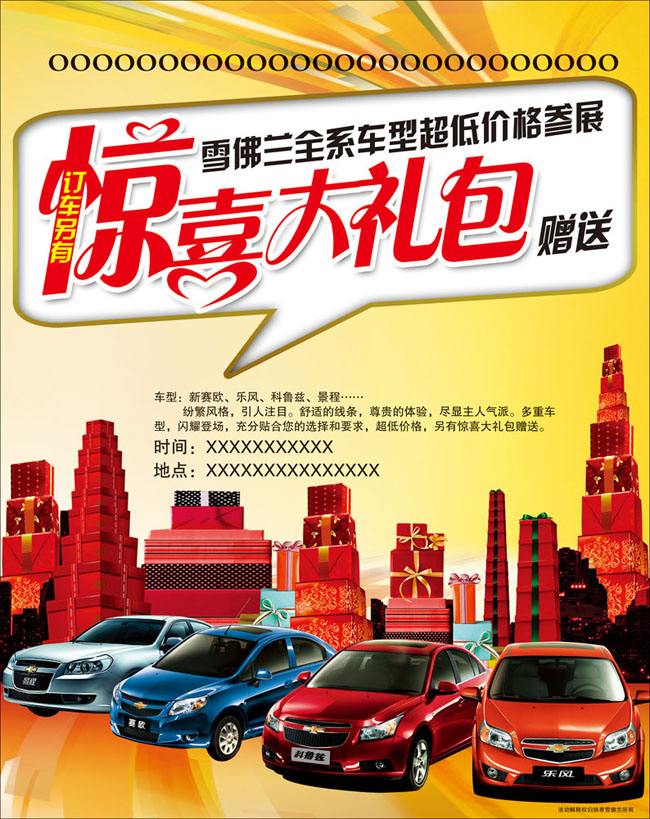 OOOOOOOOOOOOOOOOOOOOOOOOOO
雪佛兰全系车型超低价格参展
订车另有
惊喜大礼包
赠送
车型：新赛欧、乐风、科鲁兹、景程……
纷繁风格，引人注目。舒适的线条，尊贵的体验，尽显主人气派。多重车
型，闪耀登场，充分贴合您的选择和要求，超低价格，另有惊喜大礼包赠送。
时间：XXXXXXXXXXX
地点：XXXXXXXXXXXXXXX
景程
赛欧
科鲁兹
乐风